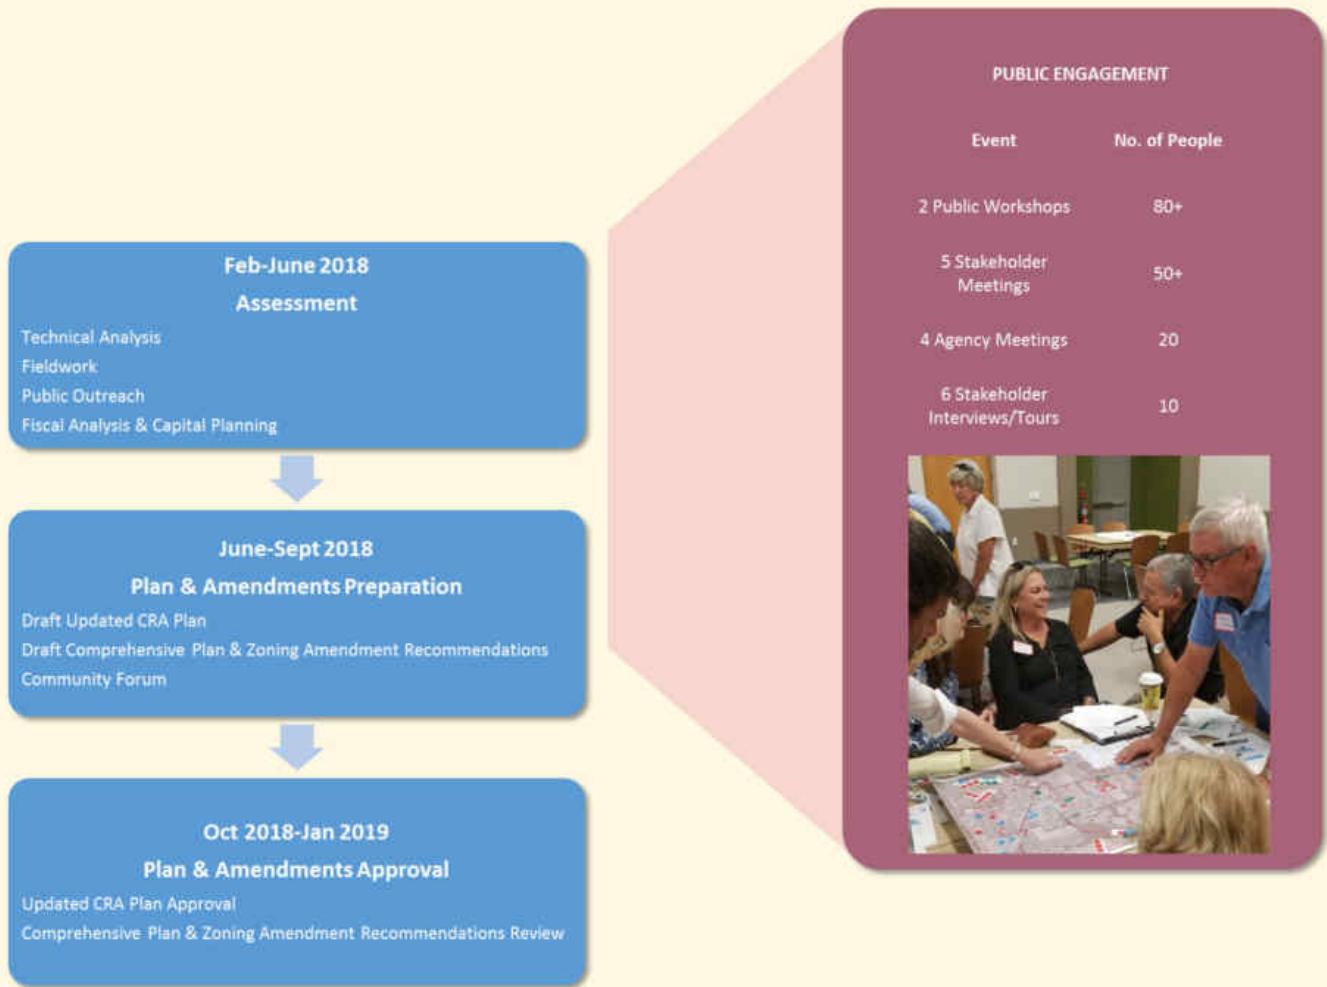 Feb-June 2018
Assessment
Technical Analysis
Fieldwork
Public Outreach
Fiscal Analysis & Capital Planning
June-Sept 2018
Plan & Amendments Preparation
Draft Updated CRA Plan
Draft Comprehensive Plan & Zoning Amendment Recommendations
Community Forum
Oct 2018-Jan 2019
Plan & Amendments Approval
Updated CRA Plan Approval
Comprehensive Plan & Zoning Amendment Recommendations Review
PUBLIC ENGAGEMENT
Event No. of People
2 Public Workshops 80+
5 Stakeholder
Meetings 50+
4 Agency Meetings 20
6 Stakeholder
Interviews/Tours 10